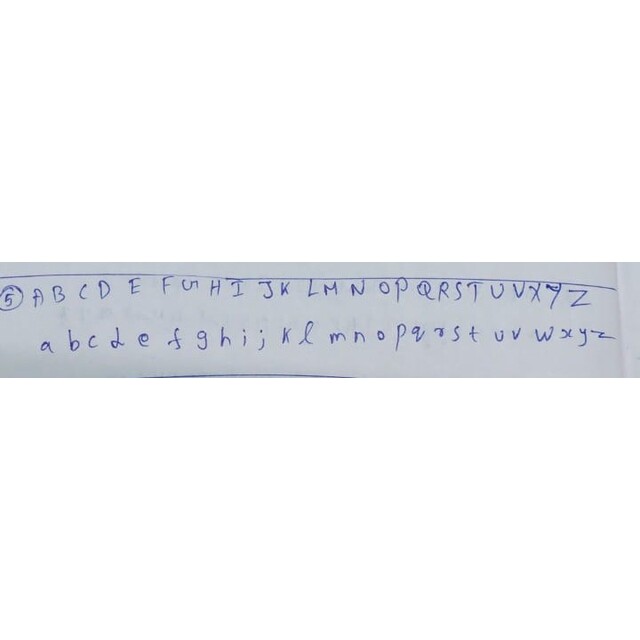 ⑤ A B C D E F G H I J K L M N O P Q R S T U V X Y Z
a b c d e f g h i j k l m n o p q r s t u v w x y z